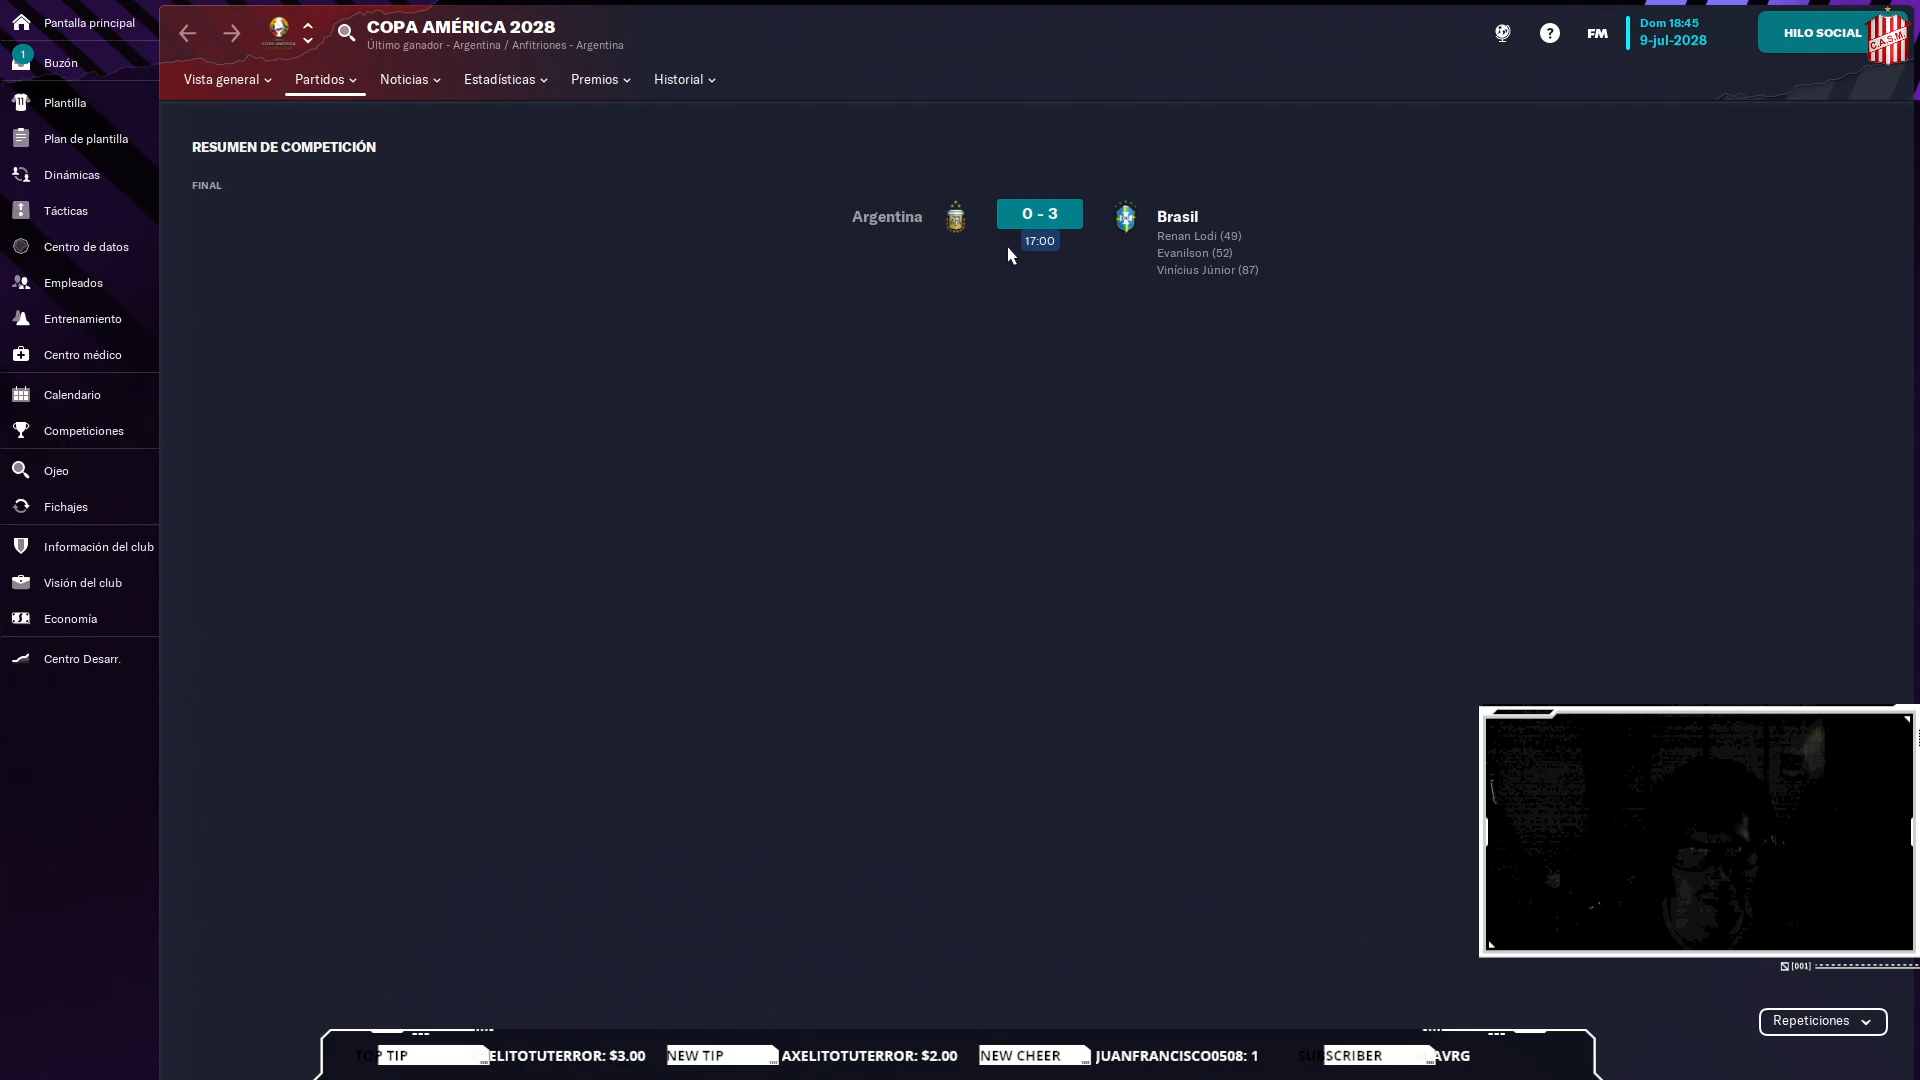 Pantalla principal
1
Buzón
Plantilla
Plan de plantilla
Dinámicas
Tácticas
Centro de datos
Empleados
Entrenamiento
Centro médico
Calendario
Competiciones
Ojeo
Fichajes
Información del club
Visión del club
Economía
Centro Desarr.
COPA AMÉRICA 2028
Último ganador - Argentina / Anfitriones - Argentina
? FM
Dom 18:45
9-jul-2028
HILO SOCIAL
C.A.S.M.
Vista general Partidos Noticias Estadísticas Premios Historial
RESUMEN DE COMPETICIÓN
FINAL
Argentina 0 - 3 Brasil
17:00
Renan Lodi (49)
Evanilson (52)
Vinícius Júnior (87)
[001]
Repeticiones
TOP TIP ELITOTUTERROR: $3.00 NEW TIP AXELITOTUTERROR: $2.00 NEW CHEER JUANFRANCISCO0508: 1 SUBSCRIBER AVRG